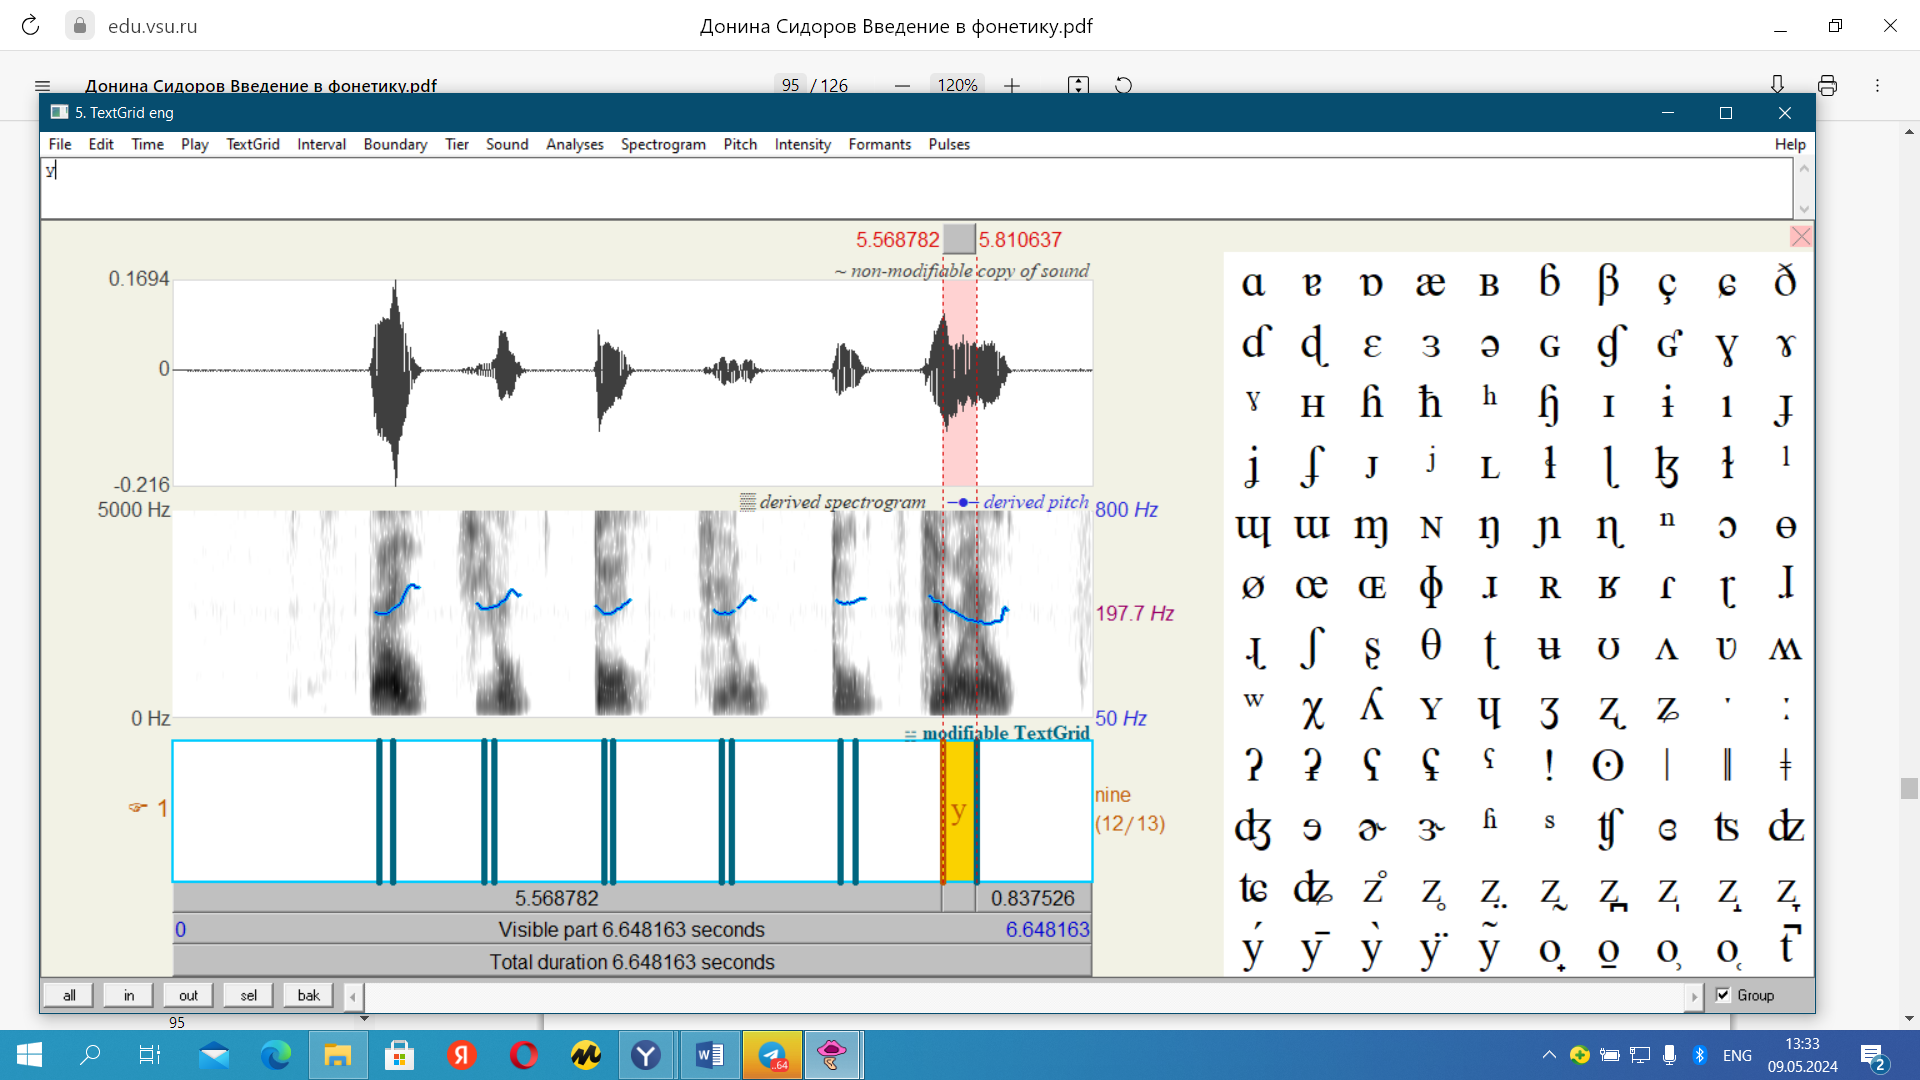 edu.vsu.ru
Донина Сидоров Введение в фонетику.pdf
Донина Сидоров Введение в фонетику.pdf
95 / 126
120%
5. TextGrid eng
File Edit Time Play TextGrid Interval Boundary Tier Sound Analyses Spectrogram Pitch Intensity Formants Pulses Help
y
5.568782 5.810637
~ non-modifiable copy of sound
0.1694
0
-0.216
derived spectrogram derived pitch
5000 Hz
800 Hz
197.7 Hz
0 Hz
50 Hz
modifiable TextGrid
1
y
nine
(12/13)
5.568782 0.837526
0 Visible part 6.648163 seconds 6.648163
Total duration 6.648163 seconds
ɑ ɐ ɒ æ ʙ ɓ β ç ɕ ð
ɗ ɖ ɛ ɜ ə ɢ ʠ ɣ ɤ
ˠ ʜ ɦ ħ ʰ ɧ ɪ ɨ ı ɟ
ʝ ʄ ᴊ ʲ ʟ ɬ ɭ ɮ ɫ ˡ
ɰ ɯ ɱ ɴ ŋ ɲ ɳ ⁿ ɔ ɵ
ø œ ɶ ɸ ɹ ʀ ʁ ɾ ɽ ɺ
ɻ ʃ ʂ θ ʈ ʉ ʊ ʌ ʋ ʍ
ʷ χ ʎ ʏ ɥ ʒ ʐ ʑ ˑ ː
ʔ ʡ ʕ ʢ ˤ ! ʘ ǀ ǁ ǂ
ʤ ɘ ɚ ɝ ʱ ˢ ʧ ɞ ʦ ʣ
ʨ ʥ
all in out sel bak
Group
95
..64
ENG
13:33
09.05.2024
2